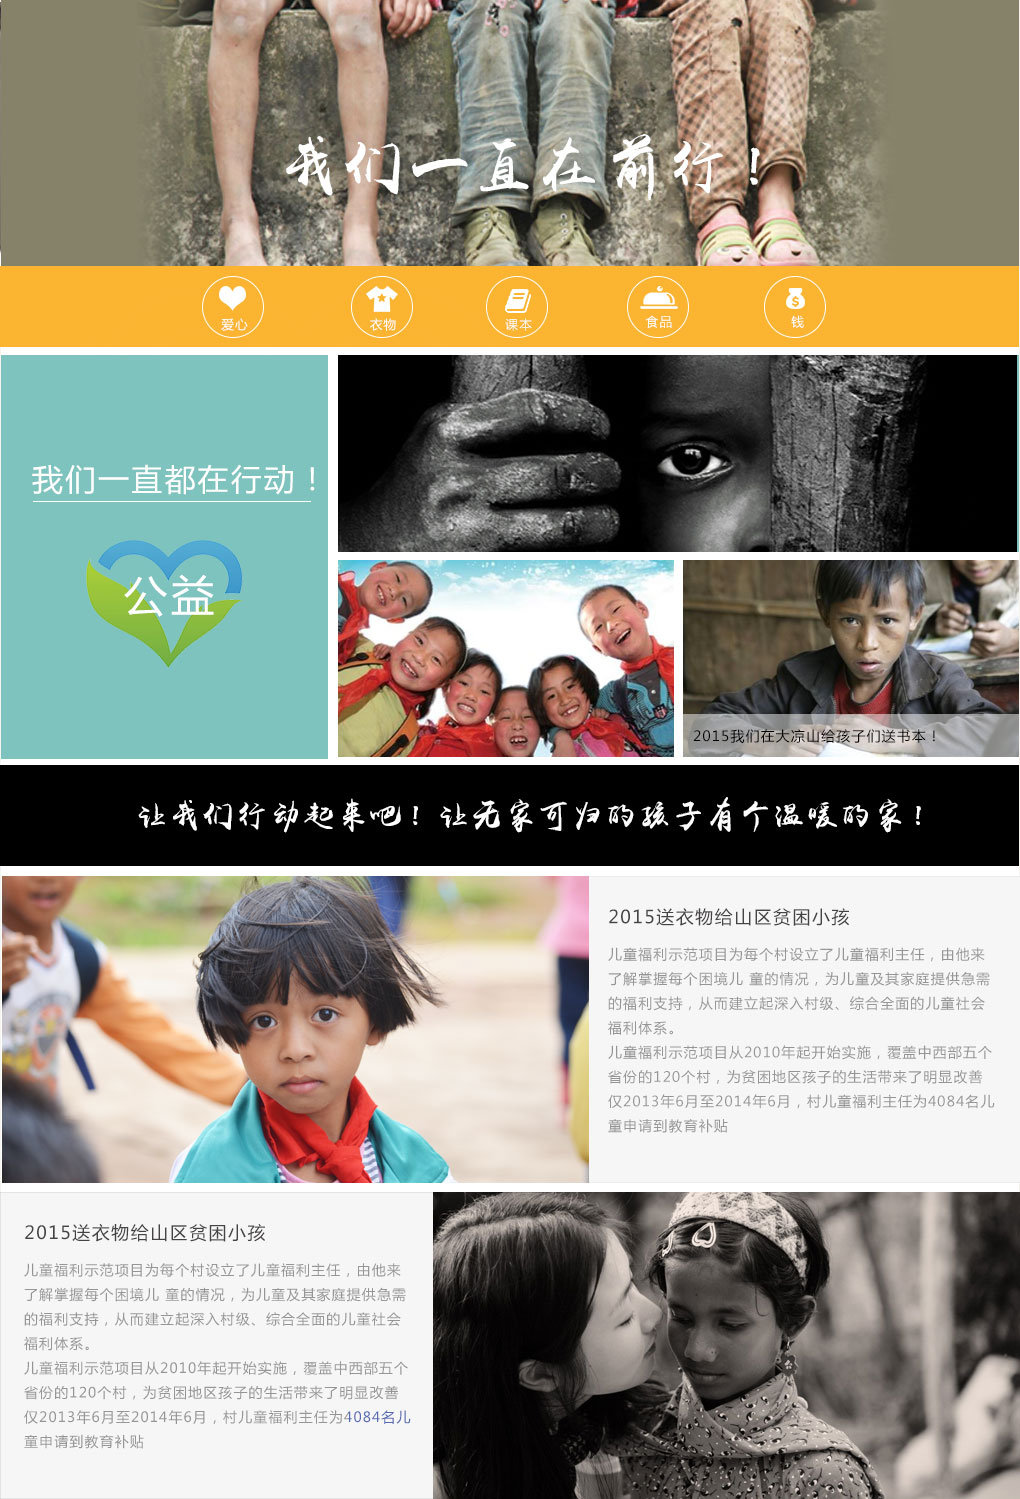 我们一直在前行！
爱心
衣物
课本
食品
钱
我们一直都在行动！
公益
2015我们在大凉山给孩子们送书本！
让我们行动起来吧！让无家可归的孩子有个温暖的家！
2015送衣物给山区贫困小孩
儿童福利示范项目为每个村设立了儿童福利主任，由他来
了解掌握每个困境儿 童的情况，为儿童及其家庭提供急需
的福利支持，从而建立起深入村级、综合全面的儿童社会
福利体系。
儿童福利示范项目从2010年起开始实施，覆盖中西部五个
省份的120个村，为贫困地区孩子的生活带来了明显改善
仅2013年6月至2014年6月，村儿童福利主任为4084名儿
童申请到教育补贴
2015送衣物给山区贫困小孩
儿童福利示范项目为每个村设立了儿童福利主任，由他来
了解掌握每个困境儿 童的情况，为儿童及其家庭提供急需
的福利支持，从而建立起深入村级、综合全面的儿童社会
福利体系。
儿童福利示范项目从2010年起开始实施，覆盖中西部五个
省份的120个村，为贫困地区孩子的生活带来了明显改善
仅2013年6月至2014年6月，村儿童福利主任为4084名儿
童申请到教育补贴